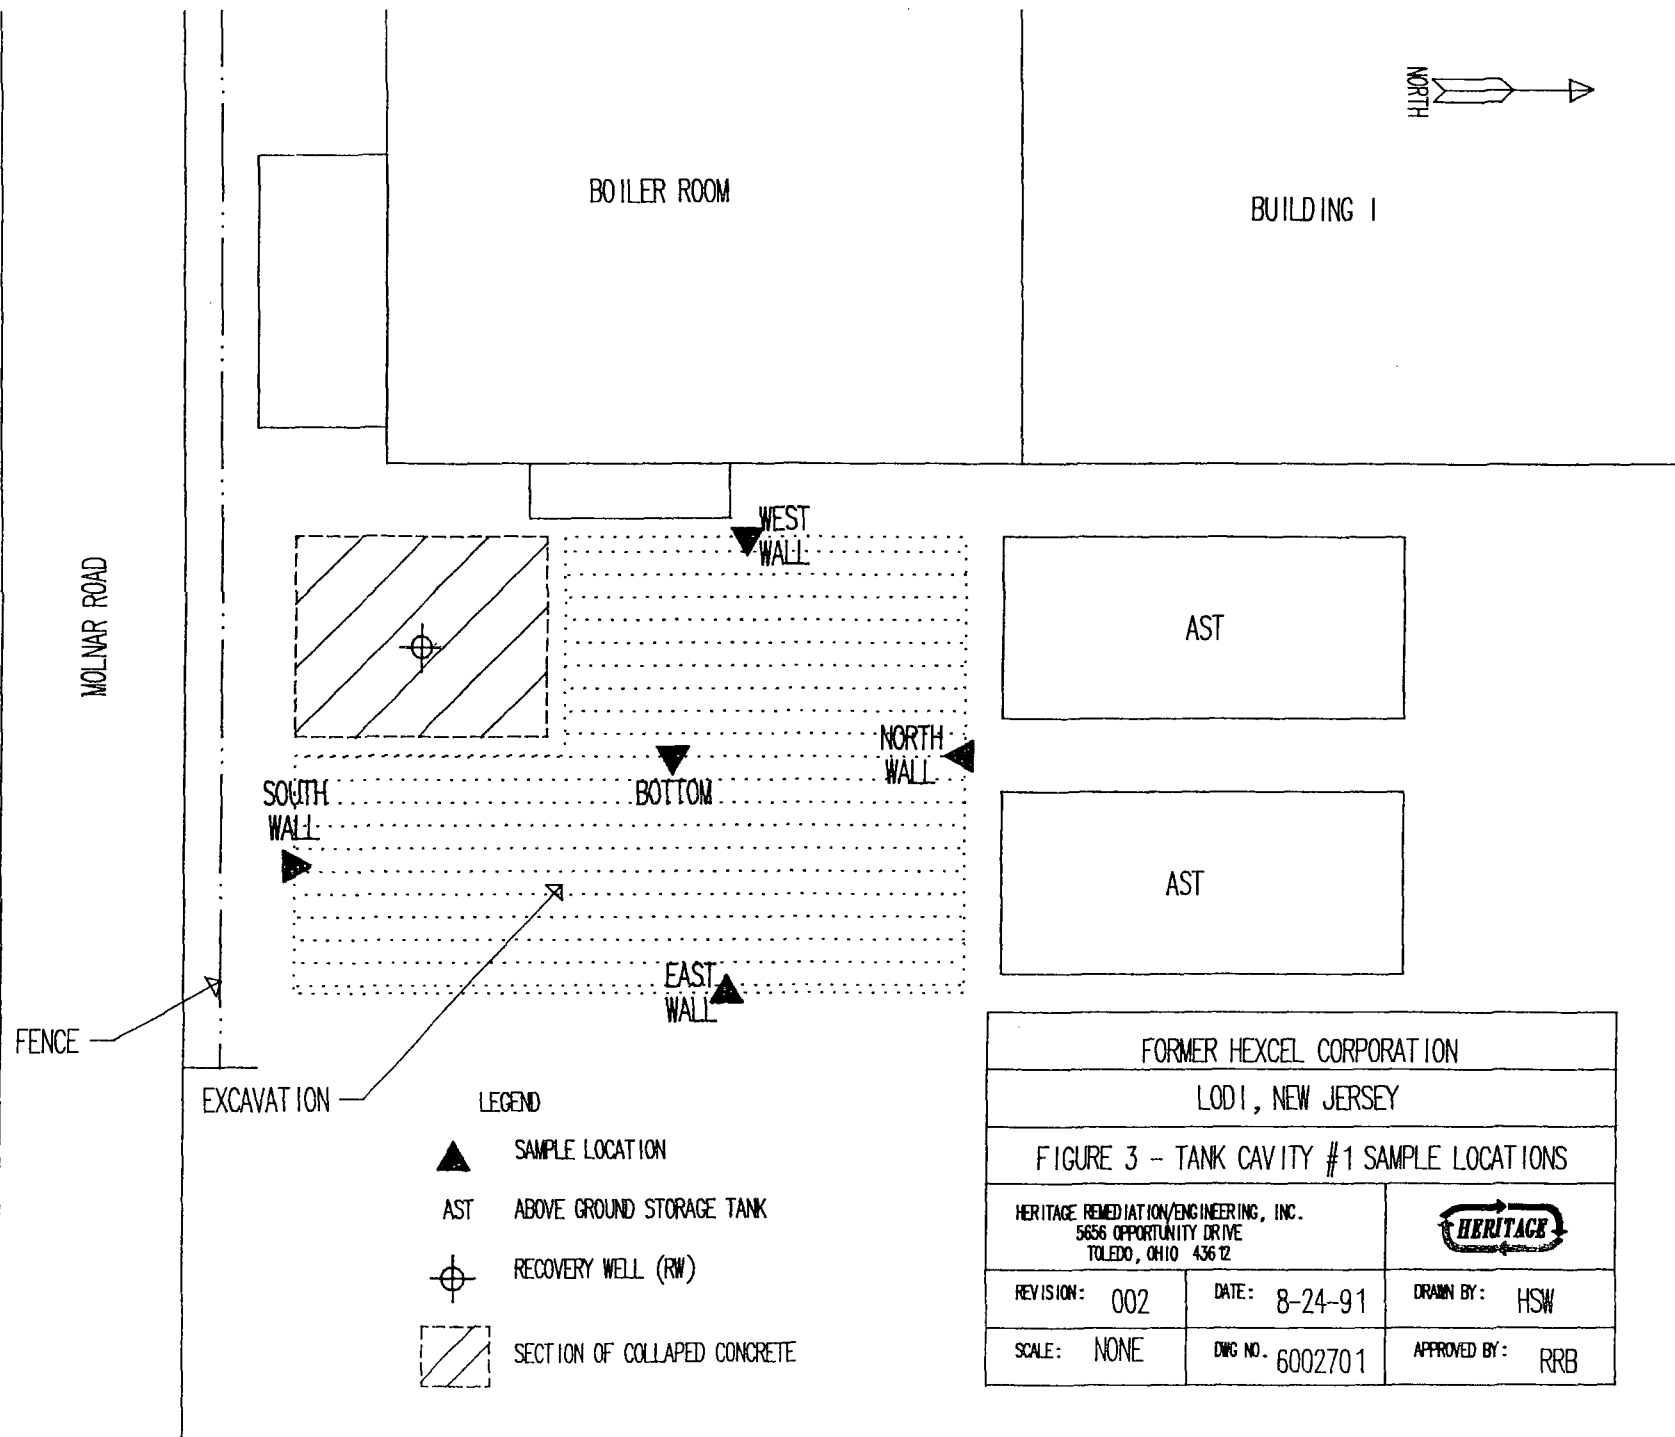 NORTH
BOILER ROOM
BUILDING 1
MOLNAR ROAD
WEST
WALL
AST
NORTH
WALL
SOUTH
WALL
BOTTOM
AST
EAST
WALL
FENCE
EXCAVATION
LEGEND
SAMPLE LOCATION
AST ABOVE GROUND STORAGE TANK
RECOVERY WELL (RW)
SECTION OF COLLAPED CONCRETE
FORMER HEXCEL CORPORATION
LODI, NEW JERSEY
FIGURE 3 - TANK CAVITY #1 SAMPLE LOCATIONS
HERITAGE REMEDIATION/ENGINEERING, INC.
5656 OPPORTUNITY DRIVE
TOLEDO, OHIO 43612
HERITAGE
REVISION: 002 DATE: 8-24-91 DRAWN BY: HSW
SCALE: NONE DWG NO. 6002701 APPROVED BY: RRB